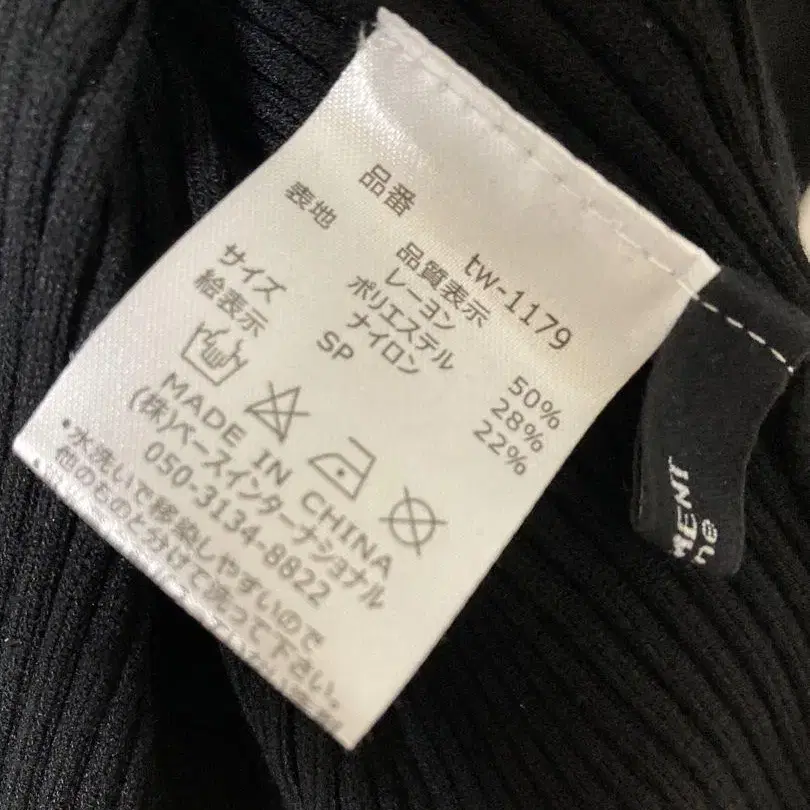 品番 tw-1179
表地 品質表示
レーヨン 50%
ポリエステル 28%
ナイロン 22%
サイズ SP
絵表示
MADE IN CHINA
(株)ベースインターナショナル
050-3134-8822
・水洗いで移染しやすいので
他のものと分けて洗って下さい。
MENT
ne